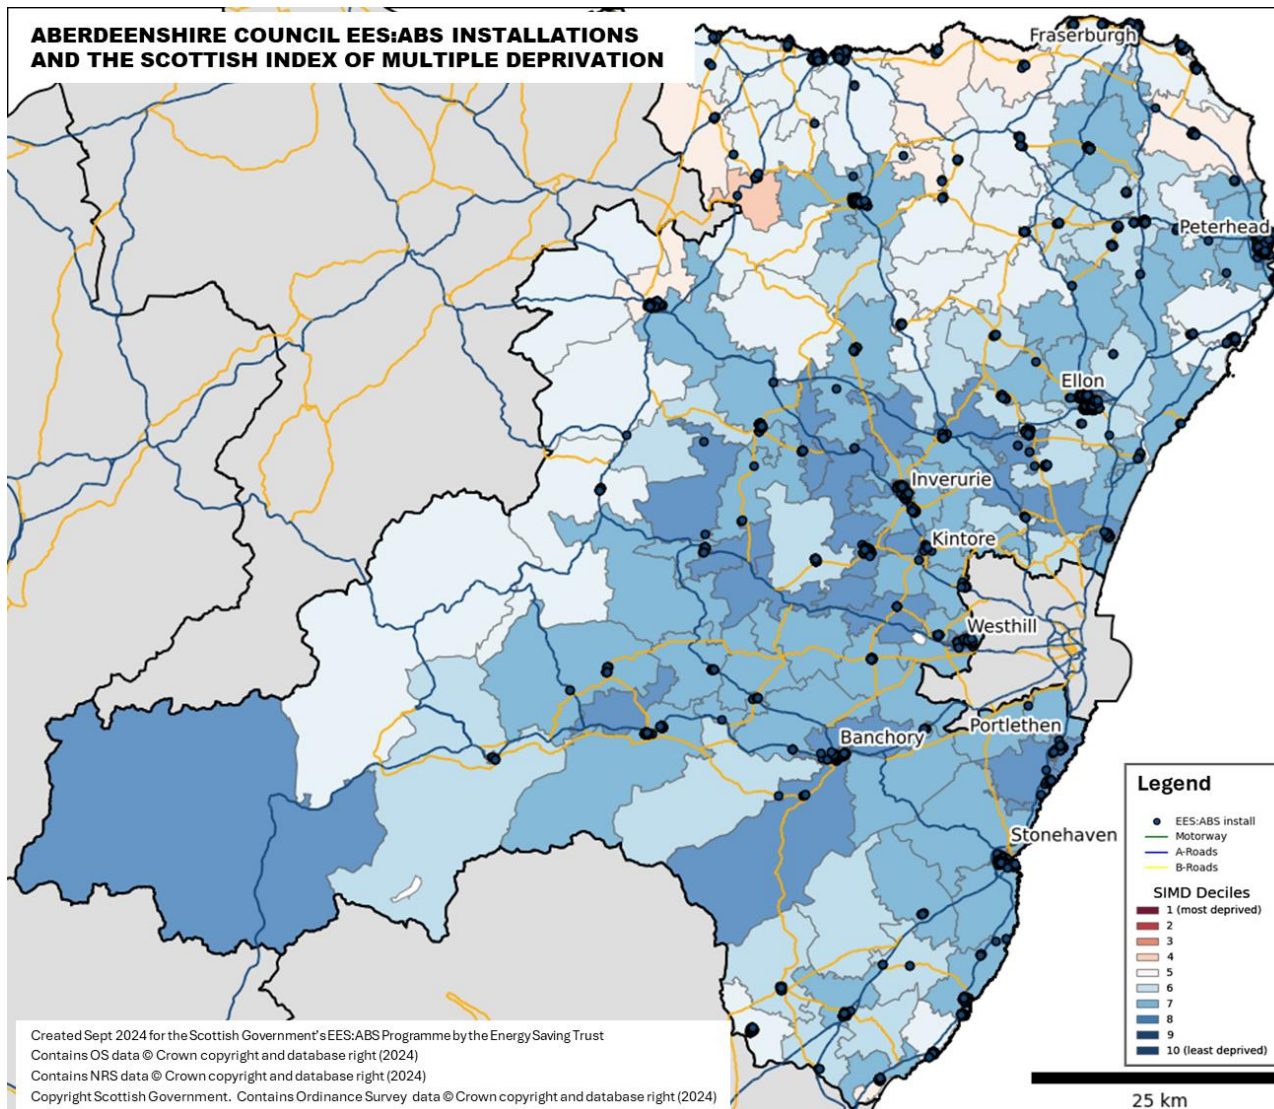 ABERDEENSHIRE COUNCIL EES:ABS INSTALLATIONS
AND THE SCOTTISH INDEX OF MULTIPLE DEPRIVATION
Fraserburgh
Peterhead
Ellon
Inverurie
Kintore
Westhill
Portlethen
Banchory
Stonehaven
Legend
EES:ABS install
Motorway
A-Roads
B-Roads
SIMD Deciles
1 (most deprived)
2
3
4
5
6
7
8
9
10 (least deprived)
25 km
Created Sept 2024 for the Scottish Government's EES:ABS Programme by the Energy Saving Trust
Contains OS data © Crown copyright and database right (2024)
Contains NRS data © Crown copyright and database right (2024)
Copyright Scottish Government. Contains Ordinance Survey data © Crown copyright and database right (2024)